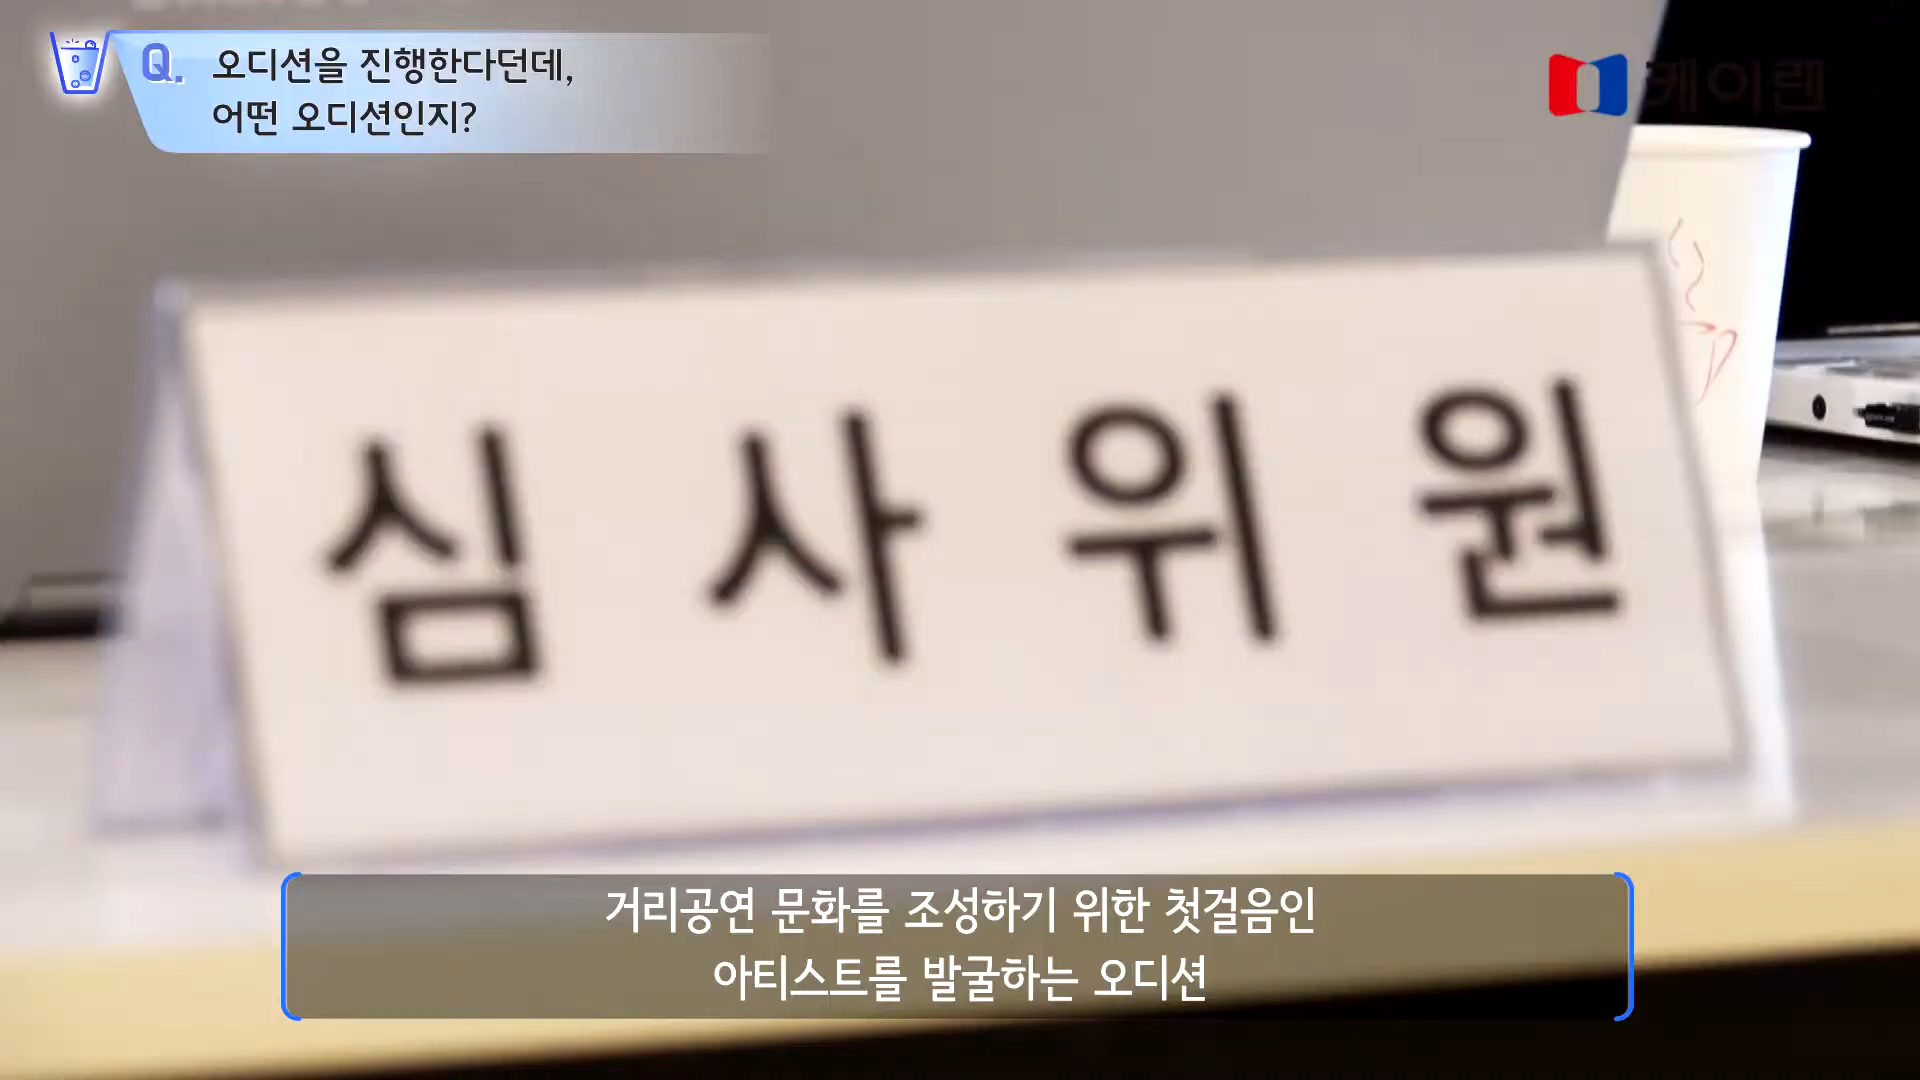 Q. 오디션을 진행한다던데,
어떤 오디션인지?
케이랜
심사위원
거리공연 문화를 조성하기 위한 첫걸음인
아티스트를 발굴하는 오디션